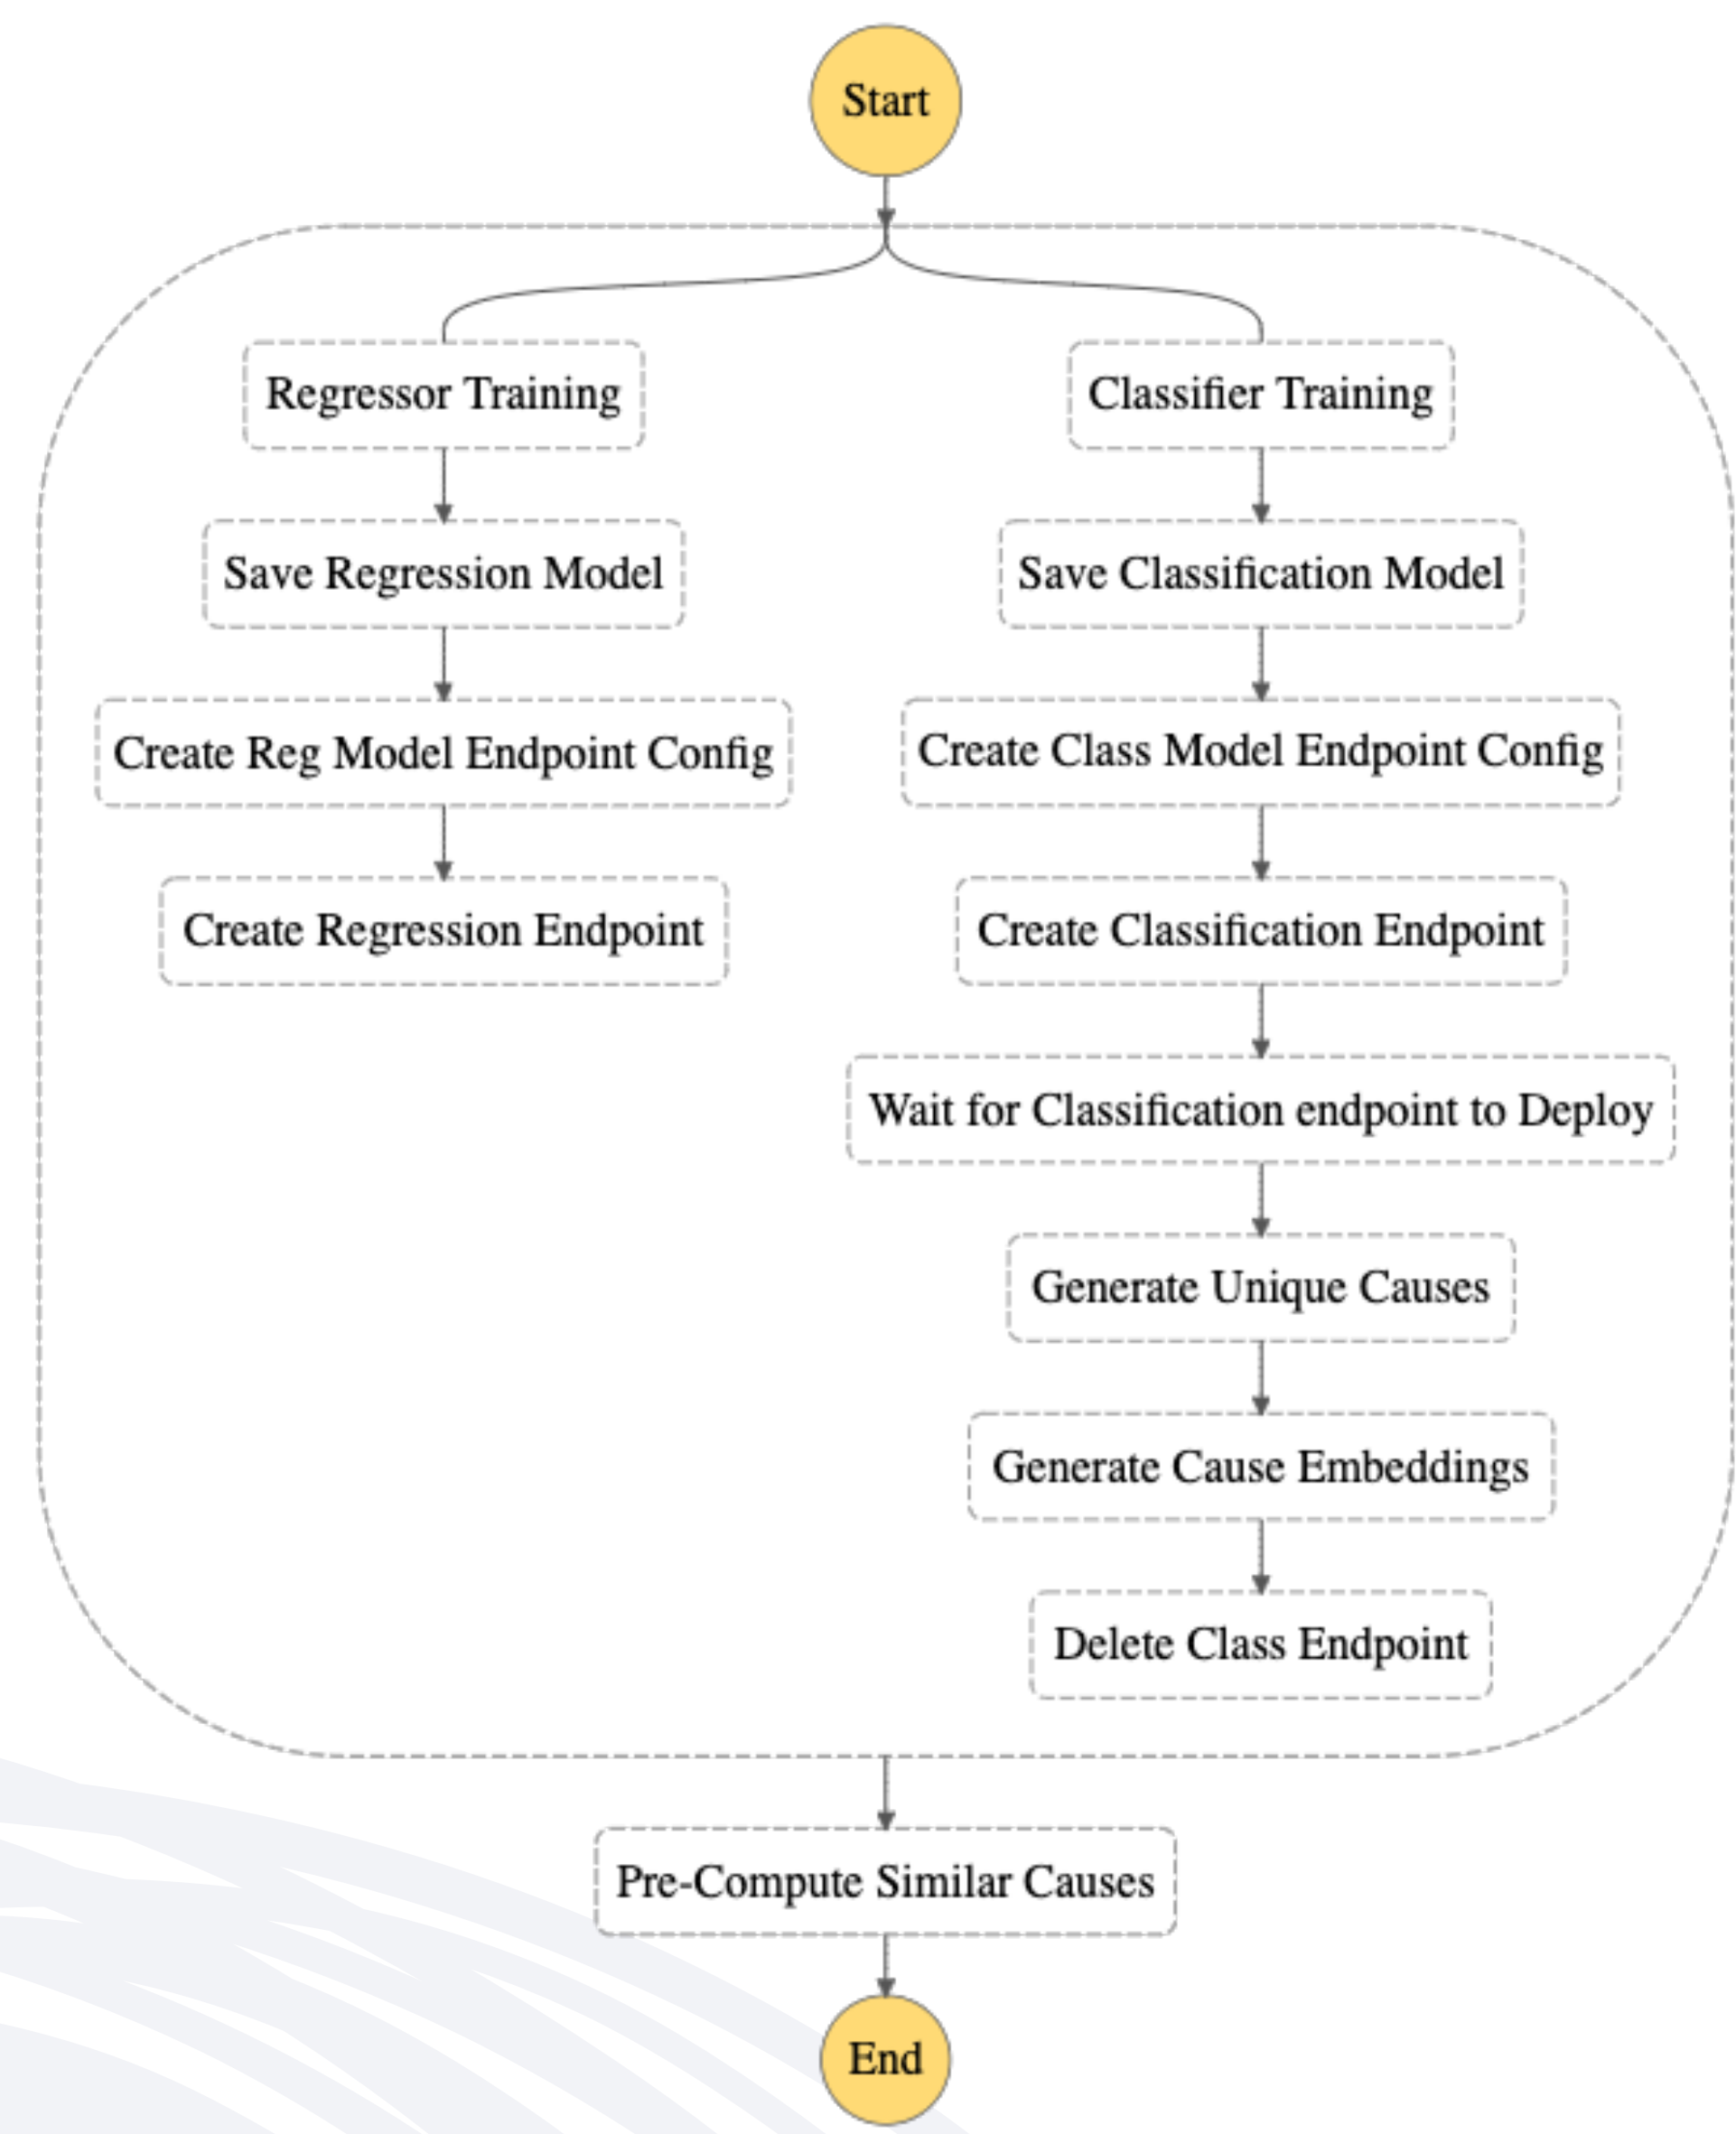 Start
Regressor Training
Classifier Training
Save Regression Model
Save Classification Model
Create Reg Model Endpoint Config
Create Class Model Endpoint Config
Create Regression Endpoint
Create Classification Endpoint
Wait for Classification endpoint to Deploy
Generate Unique Causes
Generate Cause Embeddings
Delete Class Endpoint
Pre-Compute Similar Causes
End